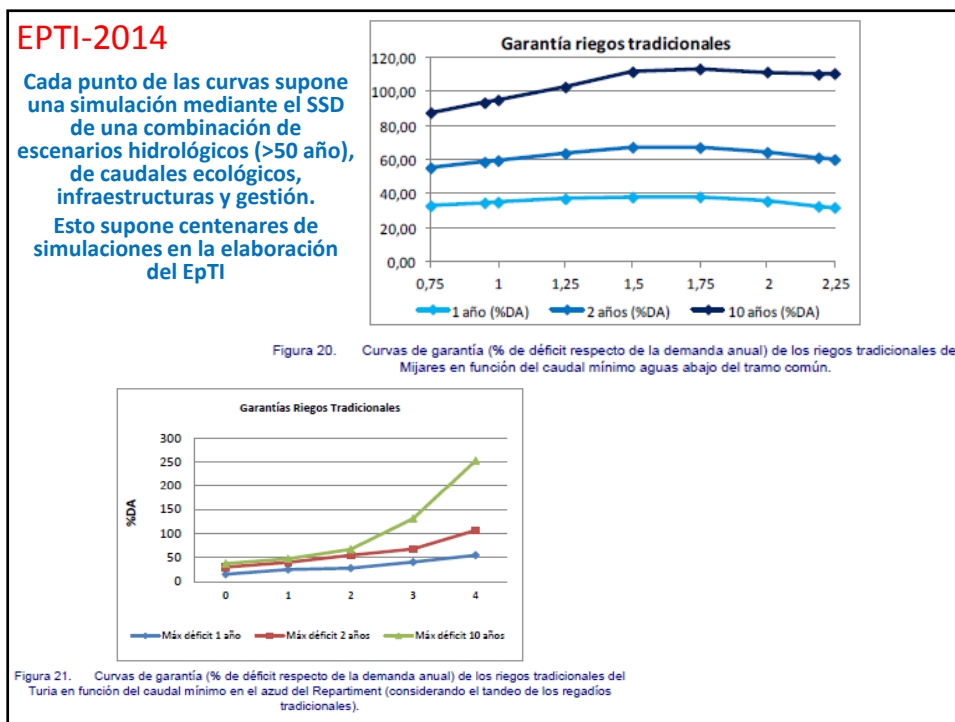 EPTI-2014
Cada punto de las curvas supone
una simulación mediante el SSD
de una combinación de
escenarios hidrológicos (>50 año),
de caudales ecológicos,
infraestructuras y gestión.
Esto supone centenares de
simulaciones en la elaboración
del EpTI
Garantía riegos tradicionales
120,00
100,00
80,00
60,00
40,00
20,00
0,00
0,75 1 1,25 1,5 1,75 2 2,25
1 año (%DA) 2 años (%DA) 10 años (%DA)
Figura 20. Curvas de garantía (% de déficit respecto de la demanda anual) de los riegos tradicionales de
Mijares en función del caudal mínimo aguas abajo del tramo común.
Garantías Riegos Tradicionales
%DA
300
250
200
150
100
50
0
0 1 2 3 4
Máx déficit 1 año Máx déficit 2 años Máx déficit 10 años
Figura 21. Curvas de garantía (% de déficit respecto de la demanda anual) de los riegos tradicionales del
Turia en función del caudal mínimo en el azud del Repartiment (considerando el tandeo de los regadíos
tradicionales).